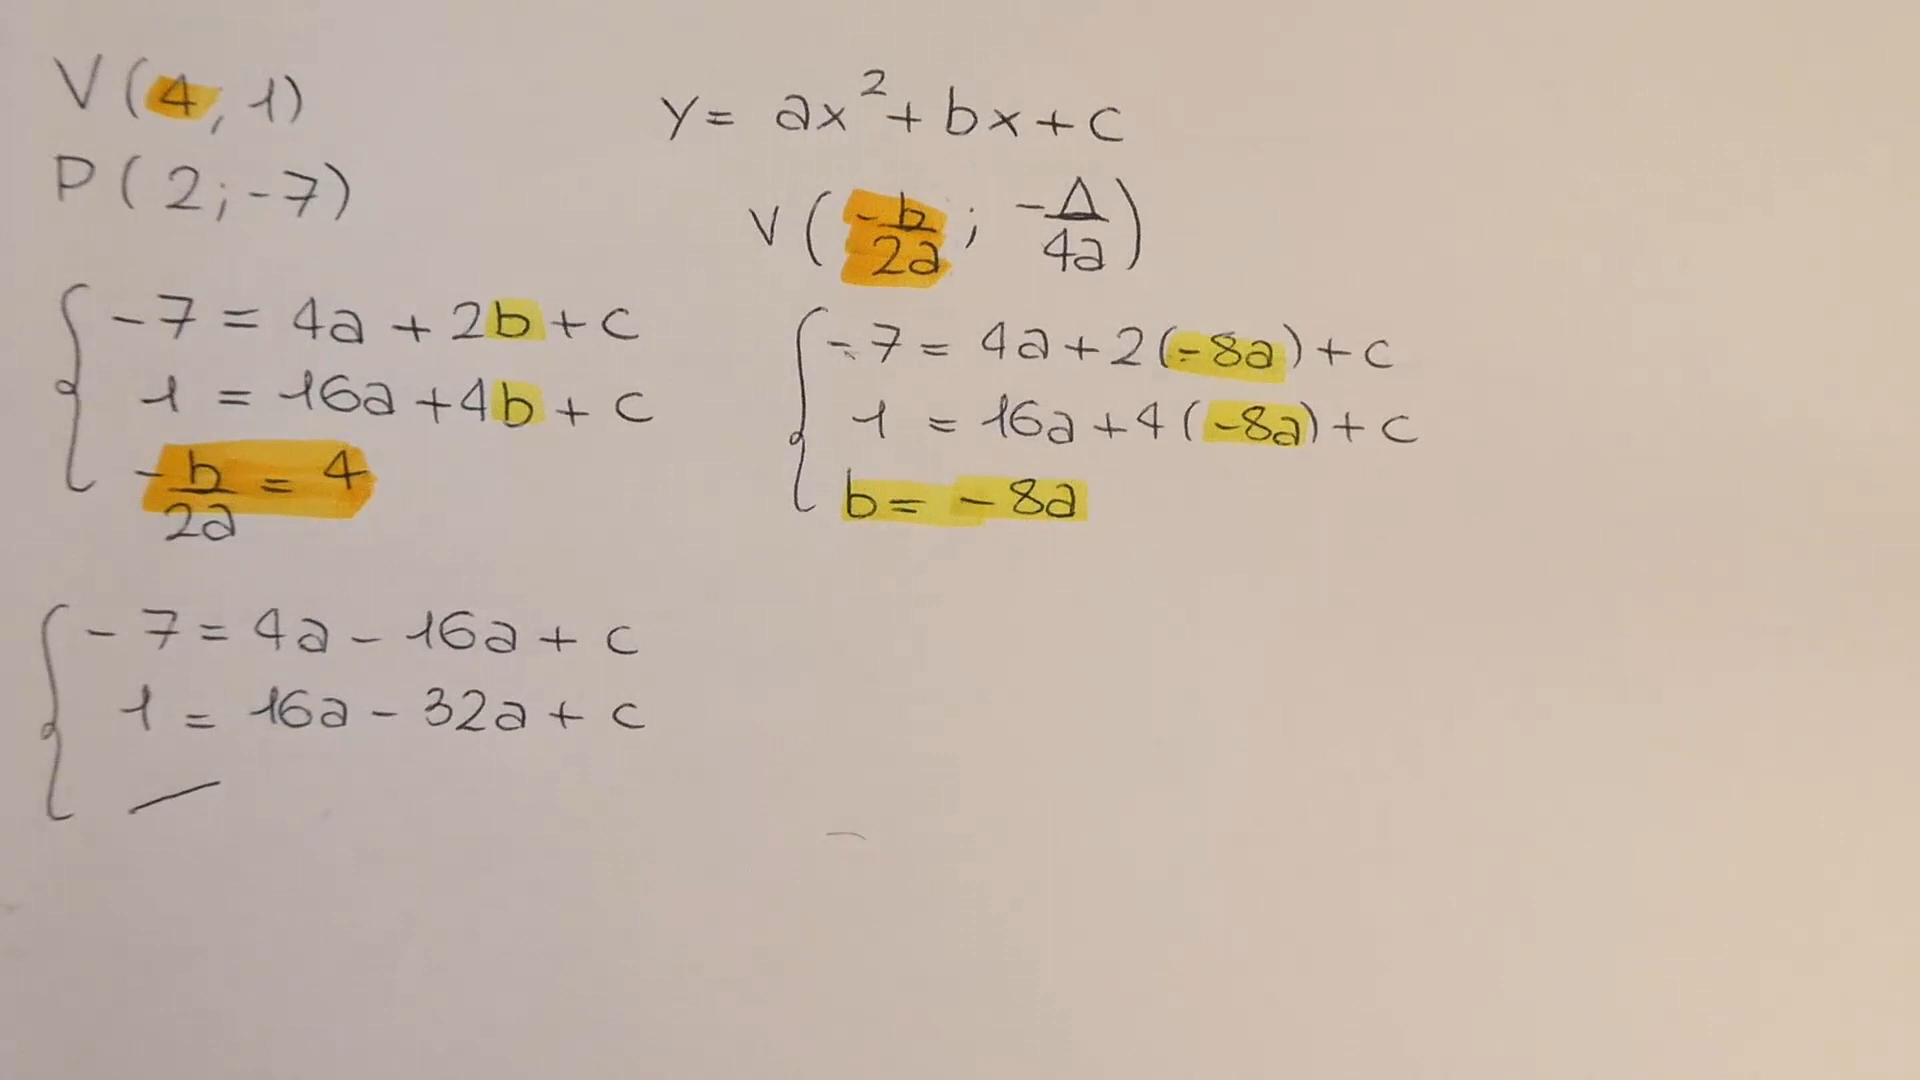 V(4, 1)
P(2; -7)
y = ax² + bx + c
V(-b/2a; -Δ/4a)
-7 = 4a + 2b + c
1 = 16a + 4b + c
-b/2a = 4
-7 = 4a + 2(-8a) + c
1 = 16a + 4(-8a) + c
b = -8a
-7 = 4a - 16a + c
1 = 16a - 32a + c